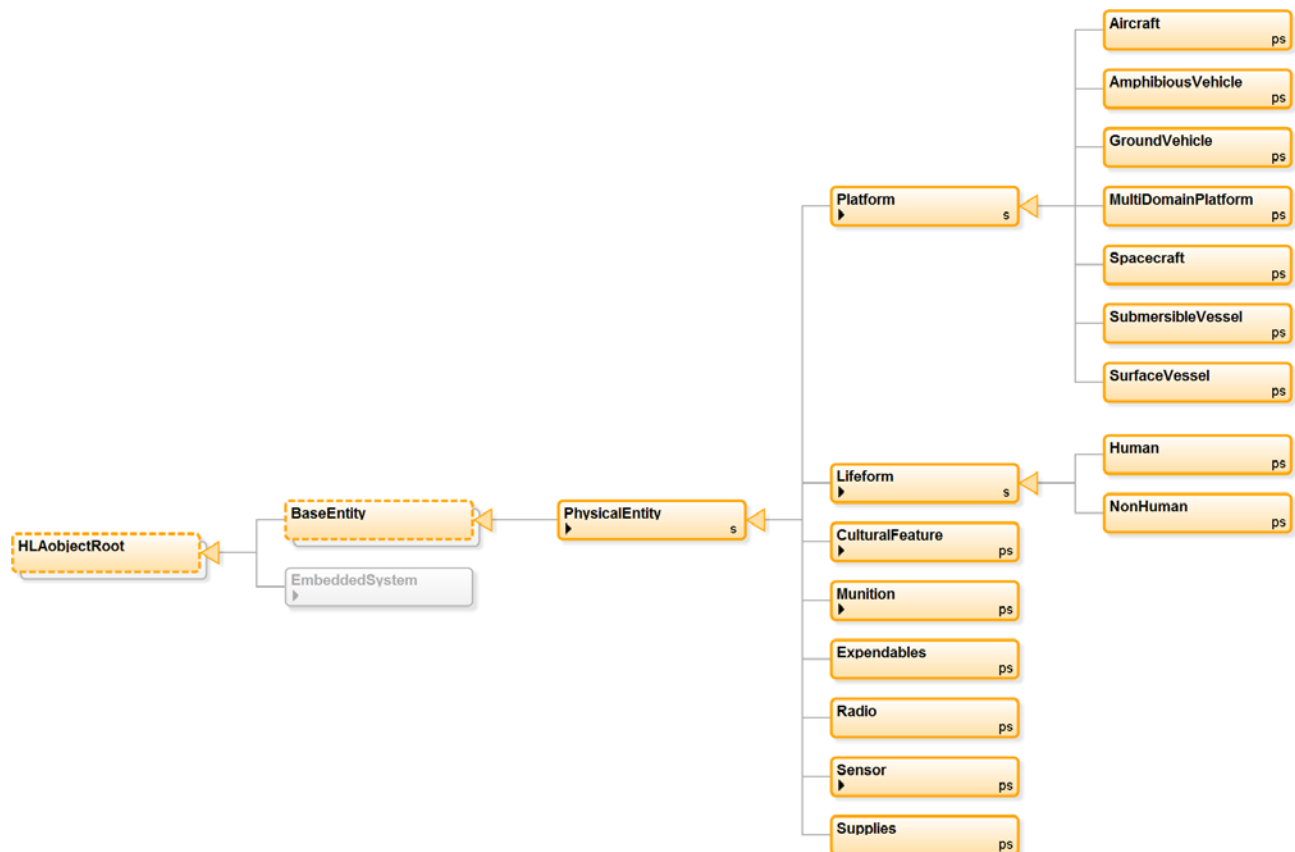 Aircraft
ps
AmphibiousVehicle
ps
GroundVehicle
ps
Platform
s
MultiDomainPlatform
ps
Spacecraft
ps
SubmersibleVessel
ps
SurfaceVessel
ps
Human
ps
Lifeform
s
NonHuman
ps
HLAobjectRoot
BaseEntity
EmbeddedSystem
PhysicalEntity
s
CulturalFeature
ps
Munition
ps
Expendables
ps
Radio
ps
Sensor
ps
Supplies
ps